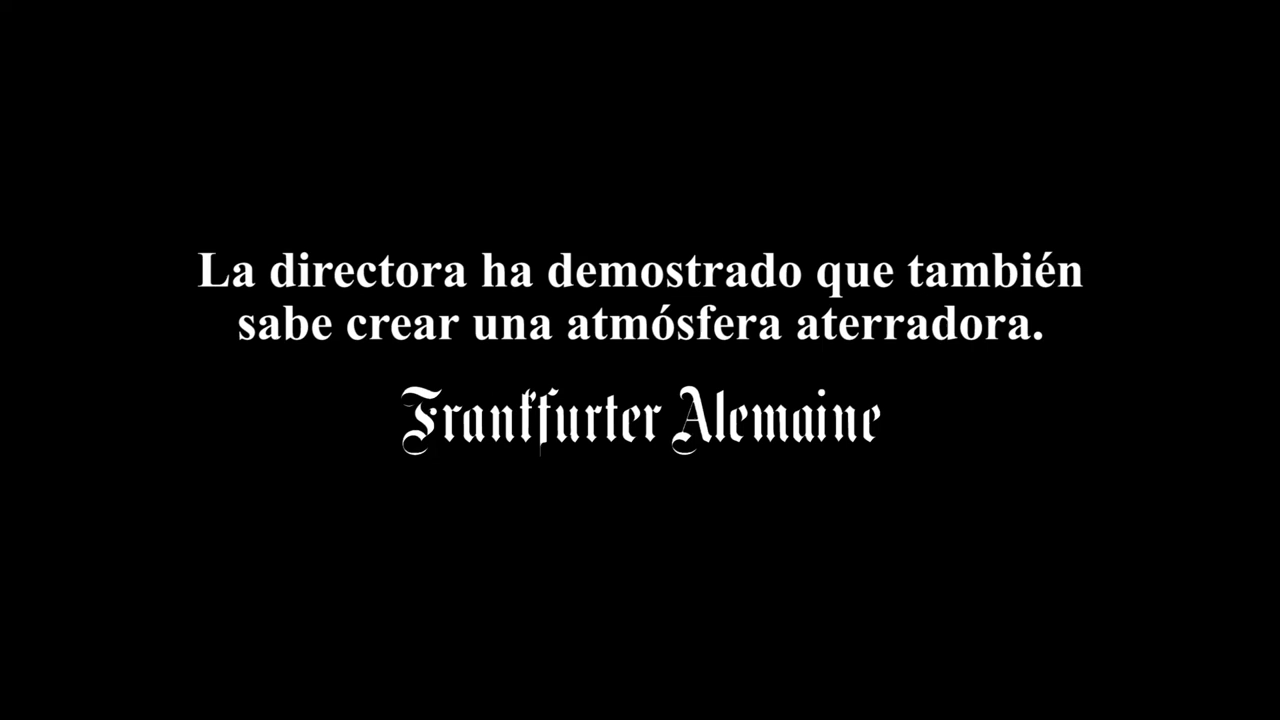 La directora ha demostrado que también
sabe crear una atmósfera aterradora.
Frankfurter Alemaine